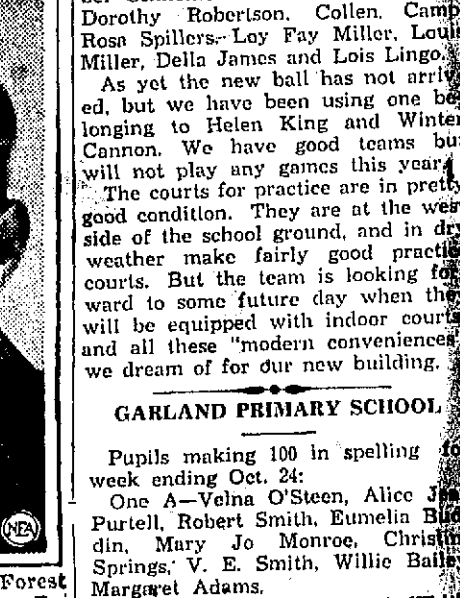 Dorothy Robertson, Collen, Camp
Rosa Spillers, Loy Fay Miller, Loui
Miller, Della James and Lois Lingo.
As yet the new ball has not arriv
ed, but we have been using one be
longing to Helen King and Winter
Cannon. We have good teams bu
will not play any games this year.
The courts for practice are in pretty
good condition. They are at the wes
side of the school ground, and in dry
weather make fairly good practic
courts. But the team is looking for
ward to some future day when they
will be equipped with indoor courts
and all these "modern conveniences"
we dream of for our new building.
GARLAND PRIMARY SCHOOL
Pupils making 100 in spelling fo
week ending Oct. 24:
One A—Velna O'Steen, Alice
Purtell, Robert Smith, Eumelia
din, Mary Jo Monroe, Christin
Springs, V. E. Smith, Willie Bailey
Margaret Adams,
NEA
Forest